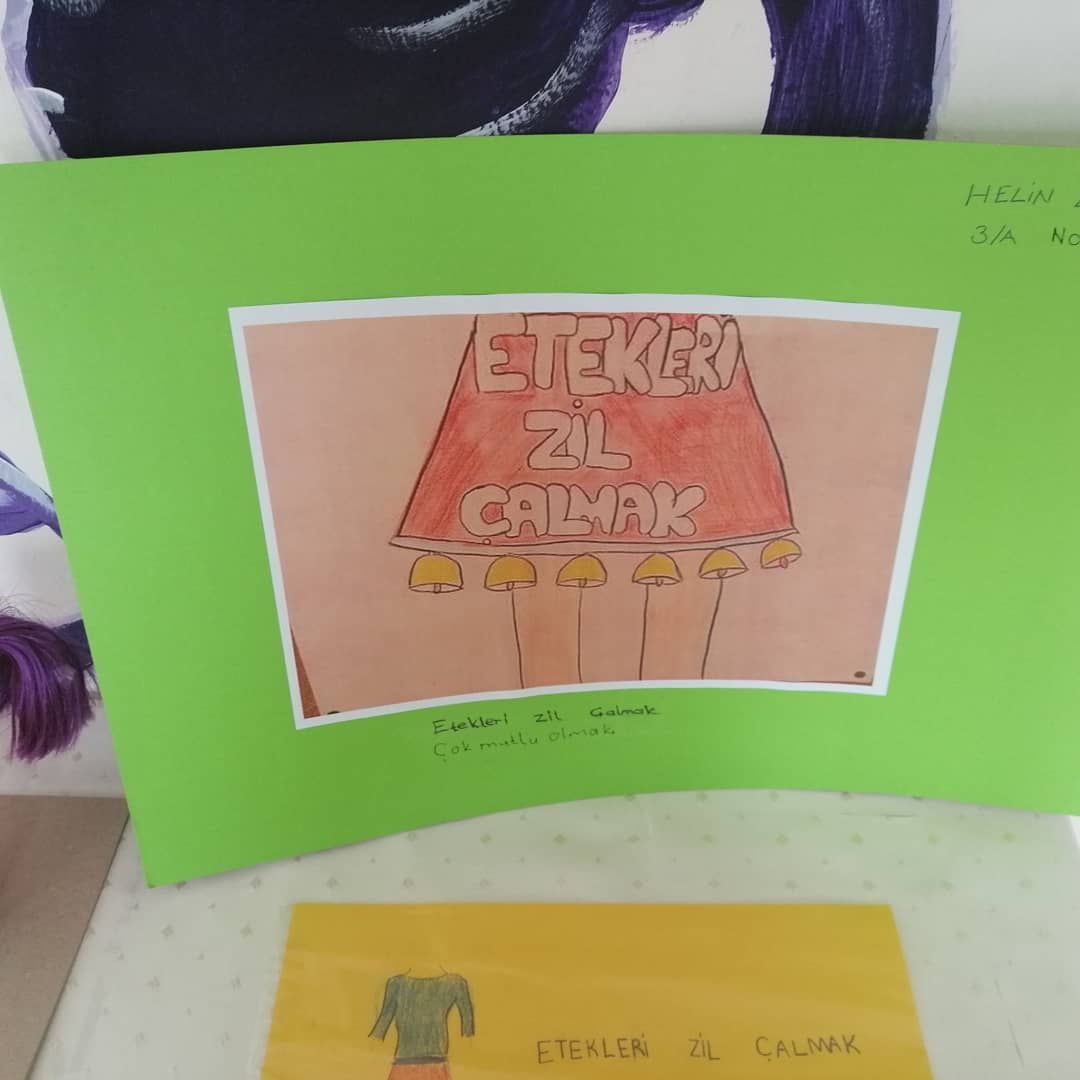 HELİN
3/A NO
ETEKLERİ
ZİL
ÇALMAK
Etekleri zil Çalmak
Çok mutlu olmak
ETEKLERİ ZİL ÇALMAK